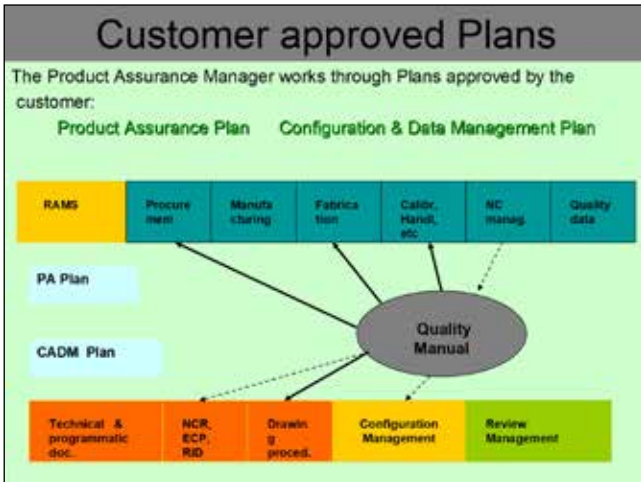 Customer approved Plans
The Product Assurance Manager works through Plans approved by the
customer:
Product Assurance Plan Configuration & Data Management Plan
RAMS
Procure
ment
Manufa
cturing
Fabrica
tion
Calibr,
Handl,
etc
NC
manag.
Quality
data
PA Plan
CADM Plan
Quality
Manual
Technical &
programmatic
doc.
NCR,
ECP,
RID
Drawin
g
proced.
Configuration
Management
Review
Management